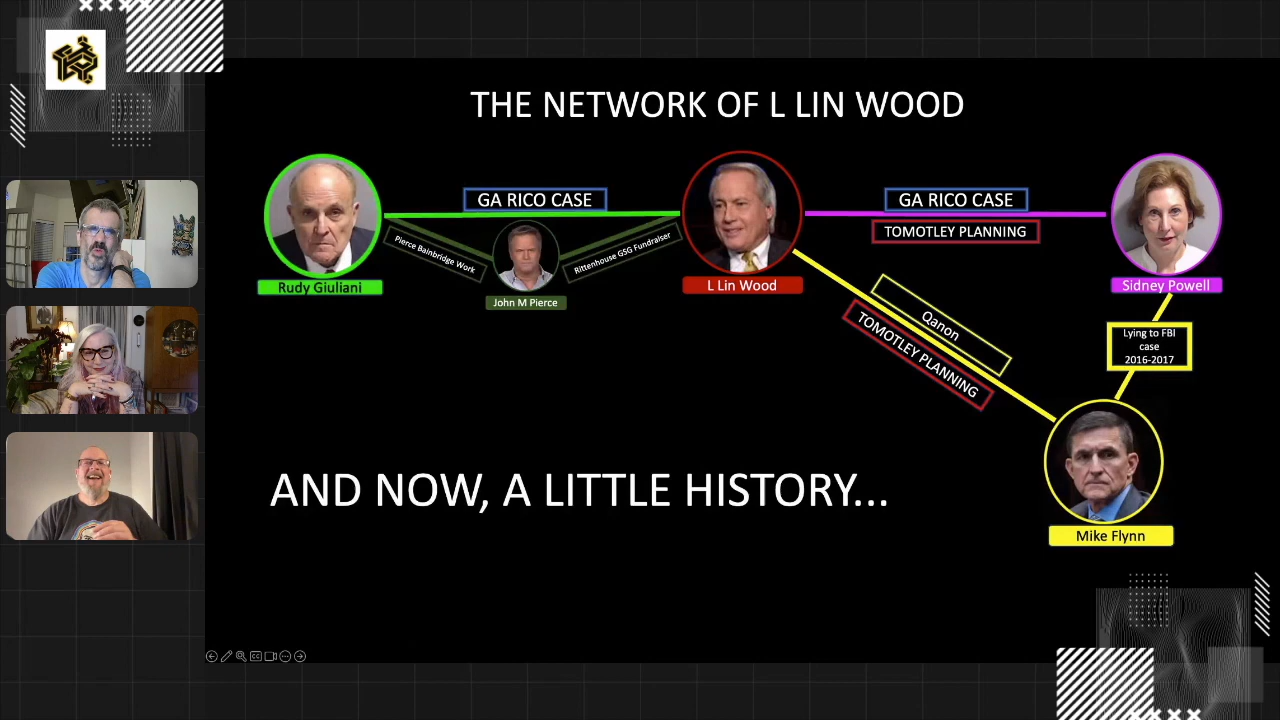 THE NETWORK OF L LIN WOOD
GA RICO CASE
GA RICO CASE
TOMOTLEY PLANNING
Pierce Bainbridge Work
Rittenhouse GSG Fundraiser
Rudy Giuliani
John M Pierce
L Lin Wood
Sidney Powell
Qanon
TOMOTLEY PLANNING
Lying to FBI
case
2016-2017
AND NOW, A LITTLE HISTORY...
Mike Flynn